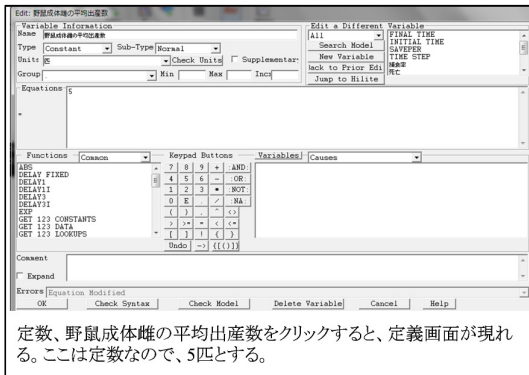 Edit: 野鼠成体雌の平均出産数
Variable Information
Edit a Different Variable
Name 野鼠成体雌の平均出産数
All
FINAL TIME
INITIAL TIME
SAVEPER
TIME STEP
捕食率
死亡
Type Constant Sub-Type Normal
Search Model
Units 匹 Check Units Supplementary
New Variable
Back to Prior Edi
Group . Min Max Incr
Jump to Hilite
Equations 5
=
Functions Common
Keypad Buttons
Variables Causes
ABS
DELAY FIXED
DELAY1
DELAY1I
DELAY3
DELAY3I
EXP
GET 123 CONSTANTS
GET 123 DATA
GET 123 LOOKUPS
7 8 9 + :AND:
4 5 6 - :OR:
1 2 3 * :NOT:
0 E . / :NA:
( ) , ^ <>
> >= = < <=
[ ] ! { }
Undo -> {[()]}
Comment
Expand
Errors Equation Modified
OK Check Syntax Check Model Delete Variable Cancel Help
定数、野鼠成体雌の平均出産数をクリックすると、定義画面が現れ
る。ここは定数なので、5匹とする。